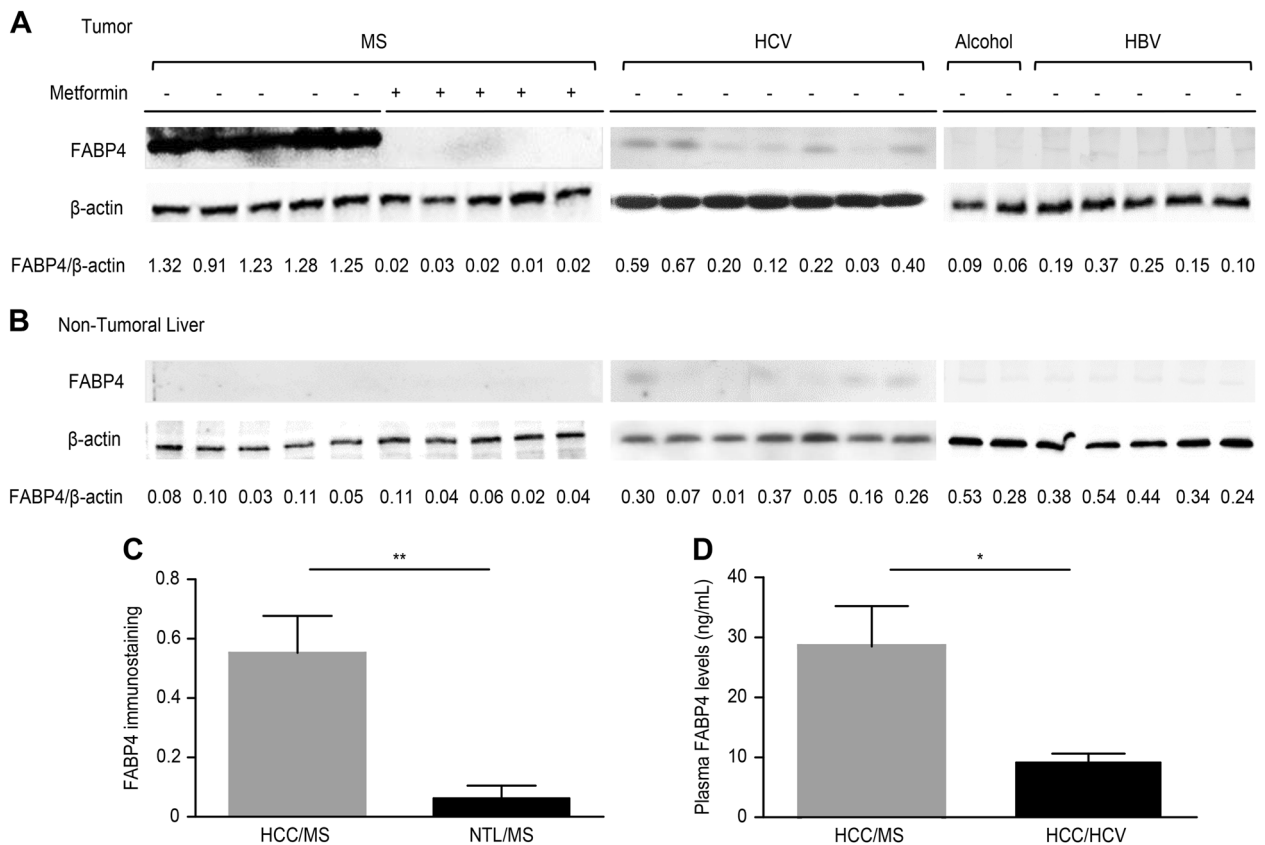 A Tumor
MS HCV Alcohol HBV
Metformin - - - - - + + + + + - - - - - - - - - - - - - -
FABP4
β-actin
FABP4/β-actin 1.32 0.91 1.23 1.28 1.25 0.02 0.03 0.02 0.01 0.02 0.59 0.67 0.20 0.12 0.22 0.03 0.40 0.09 0.06 0.19 0.37 0.25 0.15 0.10
B Non-Tumoral Liver
FABP4
β-actin
FABP4/β-actin 0.08 0.10 0.03 0.11 0.05 0.11 0.04 0.06 0.02 0.04 0.30 0.07 0.01 0.37 0.05 0.16 0.26 0.53 0.28 0.38 0.54 0.44 0.34 0.24
C
**
FABP4 immunostaining
0.8
0.6
0.4
0.2
0
HCC/MS NTL/MS
D
*
Plasma FABP4 levels (ng/mL)
40
30
20
10
0
HCC/MS HCC/HCV